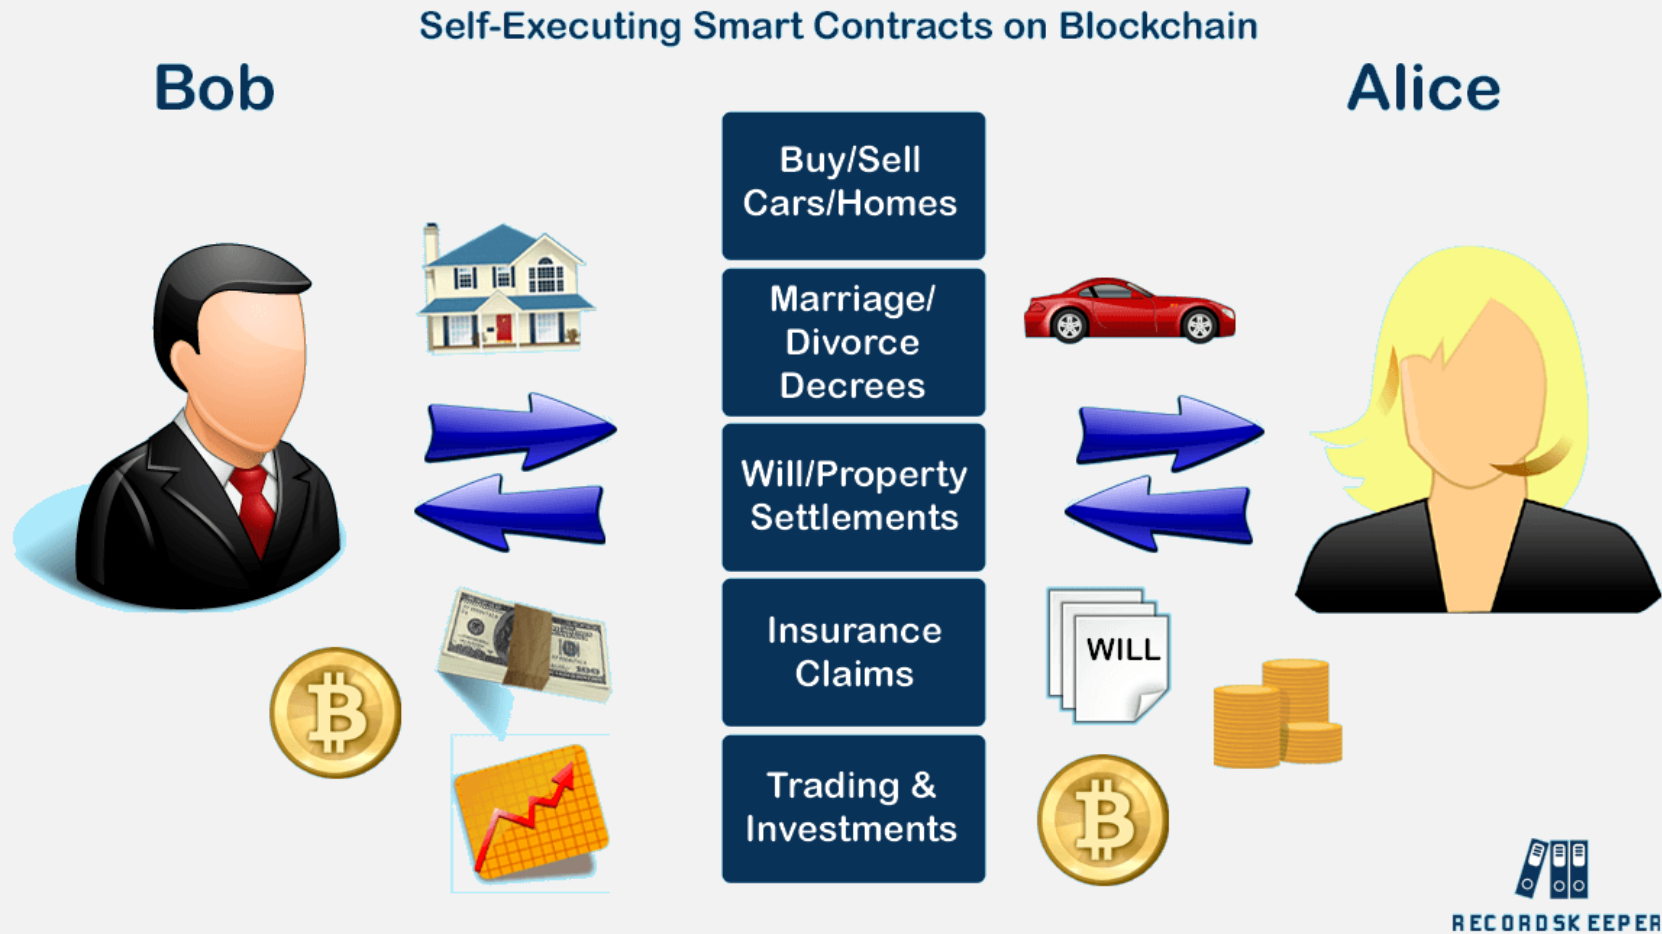 Self-Executing Smart Contracts on Blockchain
Bob
Alice
Buy/Sell
Cars/Homes
Marriage/
Divorce
Decrees
Will/Property
Settlements
Insurance
Claims
WILL
Trading &
Investments
RECORDSKEEPER